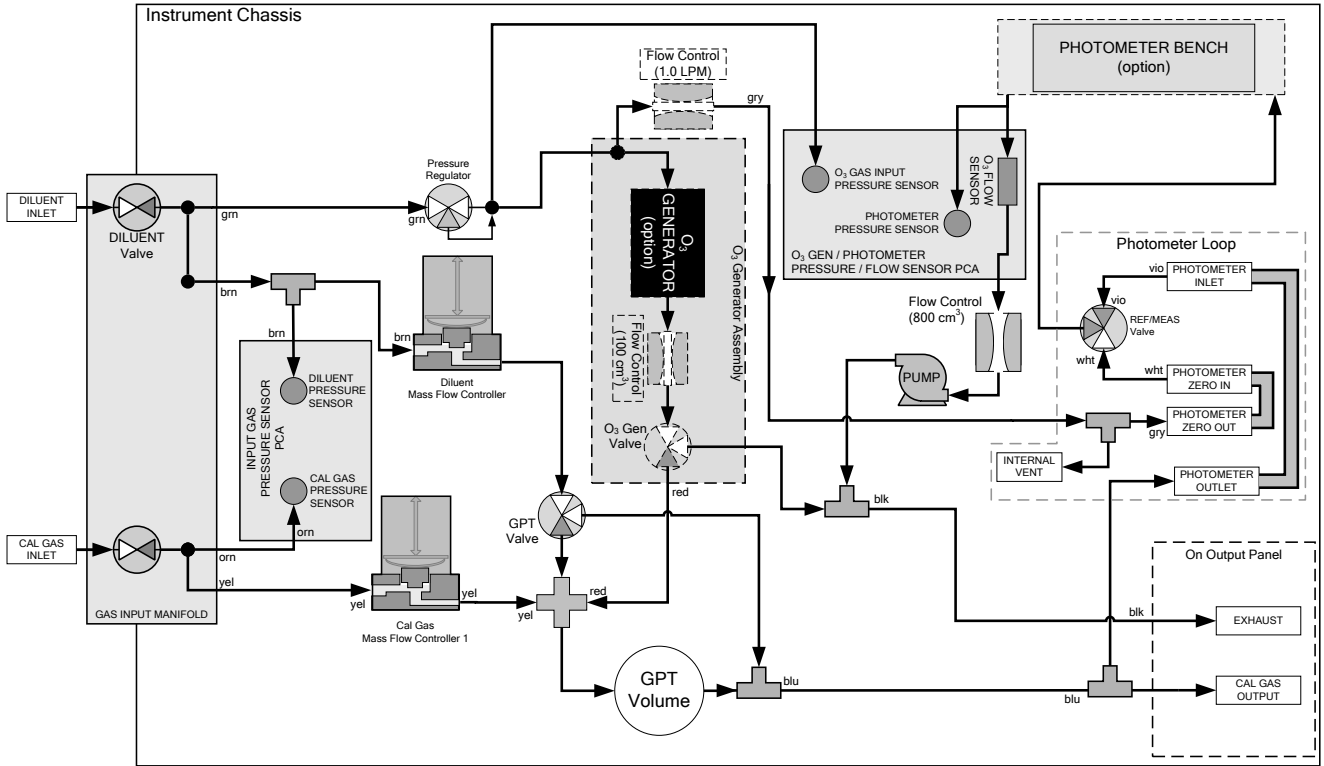 Instrument Chassis
Flow Control
(1.0 LPM)
gry
PHOTOMETER BENCH
(option)
Pressure
Regulator
O₃ GAS INPUT
PRESSURE SENSOR
O₃ FLOW
SENSOR
PHOTOMETER
PRESSURE SENSOR
O₃ GEN / PHOTOMETER
PRESSURE / FLOW SENSOR PCA
DILUENT
INLET
grn
grn
DILUENT
Valve
O₃
GENERATOR
(option)
O₃ Generator Assembly
Photometer Loop
vio
PHOTOMETER
INLET
vio
REF/MEAS
Valve
wht
wht
PHOTOMETER
ZERO IN
PHOTOMETER
ZERO OUT
gry
INTERNAL
VENT
PHOTOMETER
OUTLET
brn
brn
brn
Diluent
Mass Flow Controller
Flow Control
(100 cm³)
Flow Control
(800 cm³)
PUMP
INPUT GAS
PRESSURE SENSOR
PCA
DILUENT
PRESSURE
SENSOR
CAL GAS
PRESSURE
SENSOR
O₃ Gen
Valve
red
blk
GPT
Valve
orn
orn
CAL GAS
INLET
yel
yel
yel
yel
red
GAS INPUT MANIFOLD
Cal Gas
Mass Flow Controller 1
GPT
Volume
blu
blu
On Output Panel
blk
EXHAUST
CAL GAS
OUTPUT